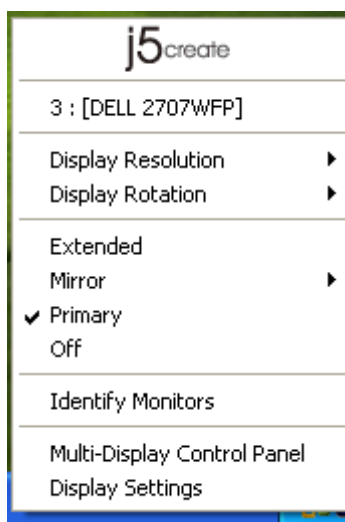 j5create
3 : [DELL 2707WFP]
Display Resolution
Display Rotation
Extended
Mirror
Primary
Off
Identify Monitors
Multi-Display Control Panel
Display Settings